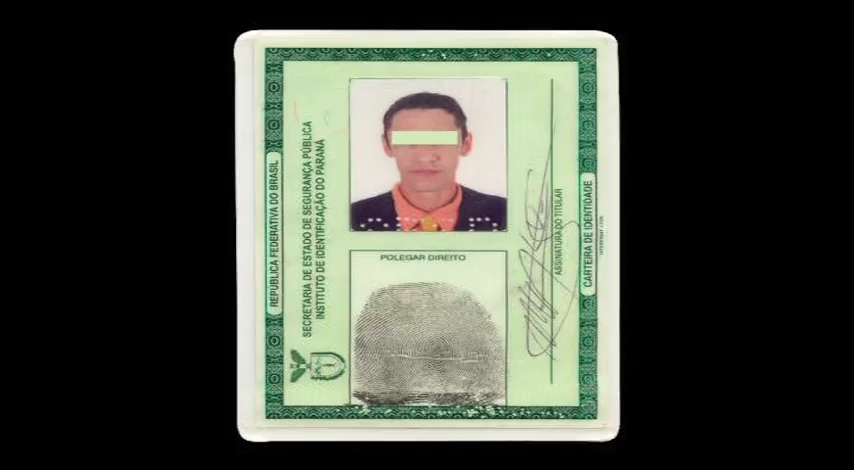 REPÚBLICA FEDERATIVA DO BRASIL
SECRETARIA DE ESTADO DE SEGURANÇA PÚBLICA
INSTITUTO DE IDENTIFICAÇÃO DO PARANÁ
POLEGAR DIREITO
ASSINATURA DO TITULAR
CARTEIRA DE IDENTIDADE